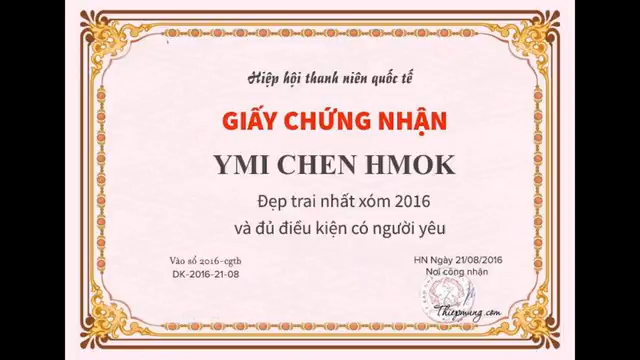 Hiệp hội thanh niên quốc tế
GIẤY CHỨNG NHẬN
YMI CHEN HMOK
Đẹp trai nhất xóm 2016
và đủ điều kiện có người yêu
Vào sổ 2016-cgtb
DK-2016-21-08
HN Ngày 21/08/2016
Nơi công nhận
Thiepmung.com